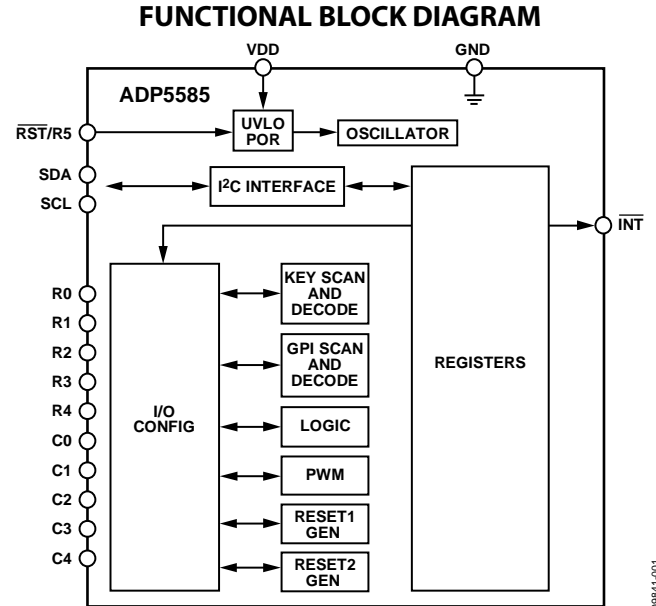 FUNCTIONAL BLOCK DIAGRAM
VDD
GND
ADP5585
RST/R5
UVLO
POR
OSCILLATOR
SDA
SCL
I²C INTERFACE
INT
R0
R1
R2
R3
R4
C0
C1
C2
C3
C4
I/O
CONFIG
KEY SCAN
AND
DECODE
GPI SCAN
AND
DECODE
LOGIC
PWM
RESET1
GEN
RESET2
GEN
REGISTERS
09841-001